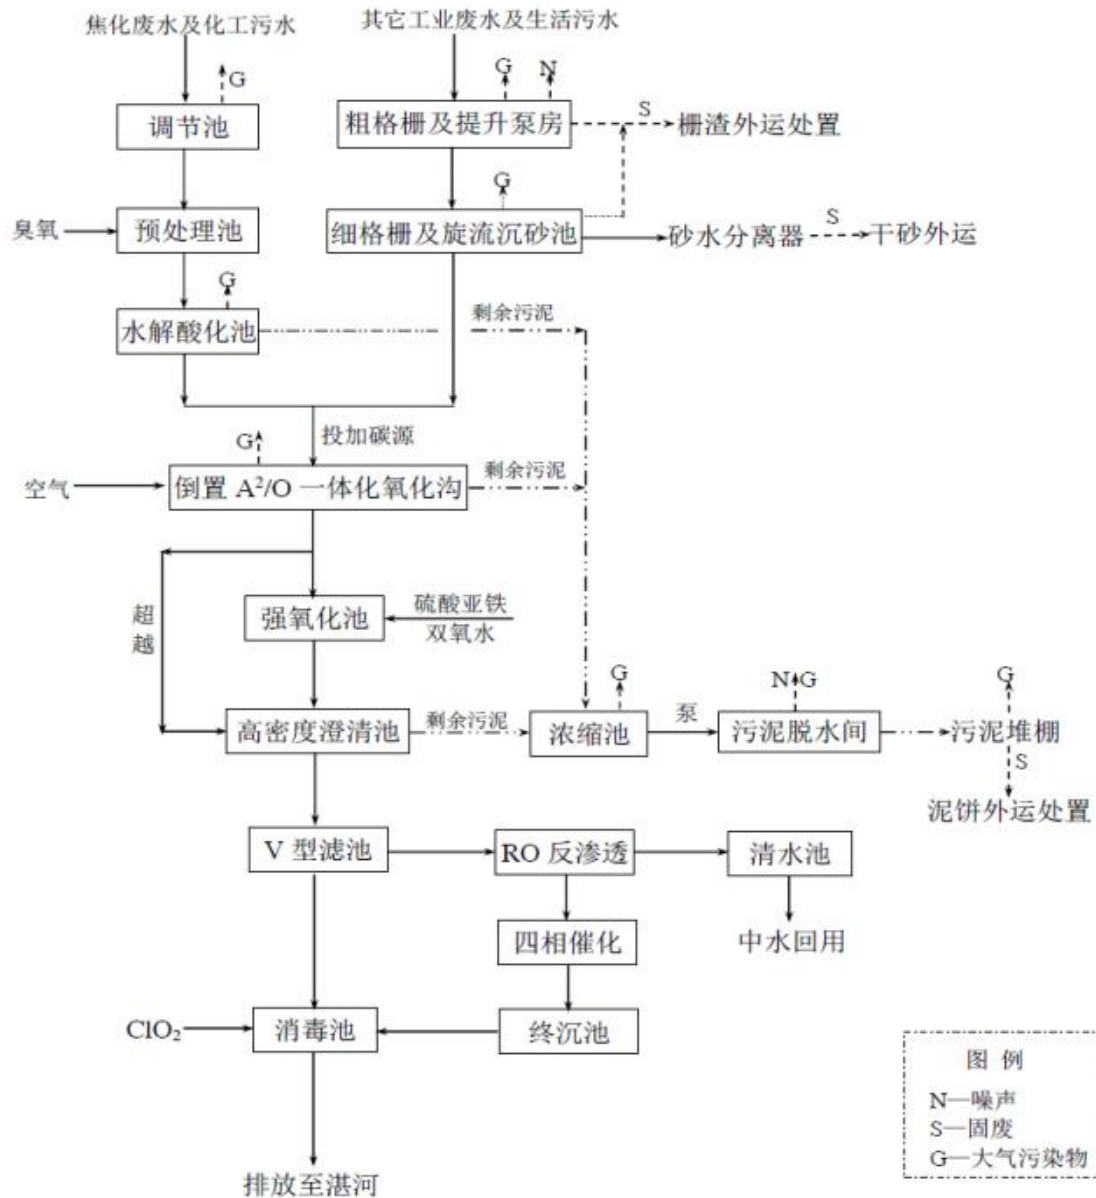 焦化废水及化工污水
其它工业废水及生活污水
G
G
N
调节池
粗格栅及提升泵房
S
栅渣外运处置
G
臭氧
预处理池
细格栅及旋流沉砂池
砂水分离器
S
干砂外运
G
水解酸化池
剩余污泥
G
投加碳源
空气
倒置 A²/O 一体化氧化沟
剩余污泥
超越
强氧化池
硫酸亚铁
双氧水
G
N G
G
高密度澄清池
剩余污泥
浓缩池
泵
污泥脱水间
污泥堆棚
S
泥饼外运处置
V 型滤池
RO 反渗透
清水池
四相催化
中水回用
ClO₂
消毒池
终沉池
排放至湛河
图 例
N—噪声
S—固废
G—大气污染物